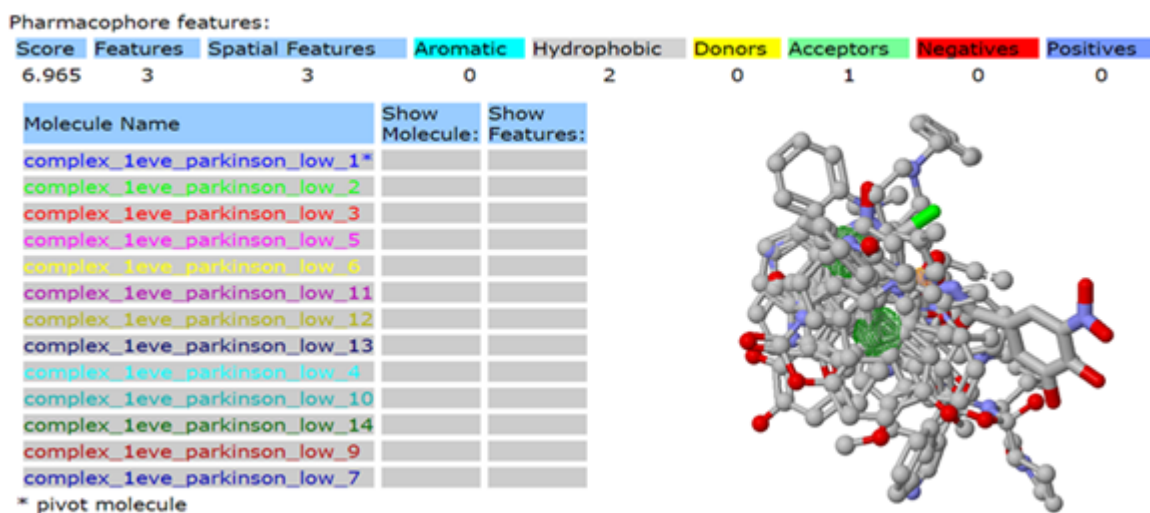 Pharmacophore features:
Score Features Spatial Features Aromatic Hydrophobic Donors Acceptors Negatives Positives
6.965 3 3 0 2 0 1 0 0
Molecule Name Show Molecule: Show Features:
complex_1eve_parkinson_low_1*
complex_1eve_parkinson_low_2
complex_1eve_parkinson_low_3
complex_1eve_parkinson_low_5
complex_1eve_parkinson_low_6
complex_1eve_parkinson_low_11
complex_1eve_parkinson_low_12
complex_1eve_parkinson_low_13
complex_1eve_parkinson_low_4
complex_1eve_parkinson_low_10
complex_1eve_parkinson_low_14
complex_1eve_parkinson_low_9
complex_1eve_parkinson_low_7
* pivot molecule